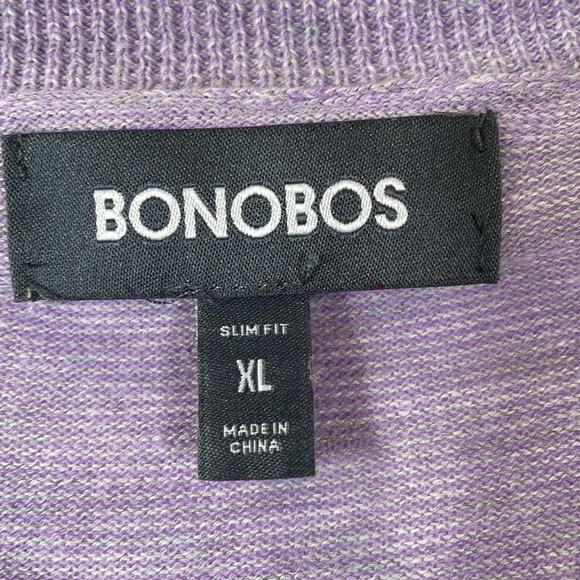 BONOBOS
SLIM FIT
XL
MADE IN
CHINA